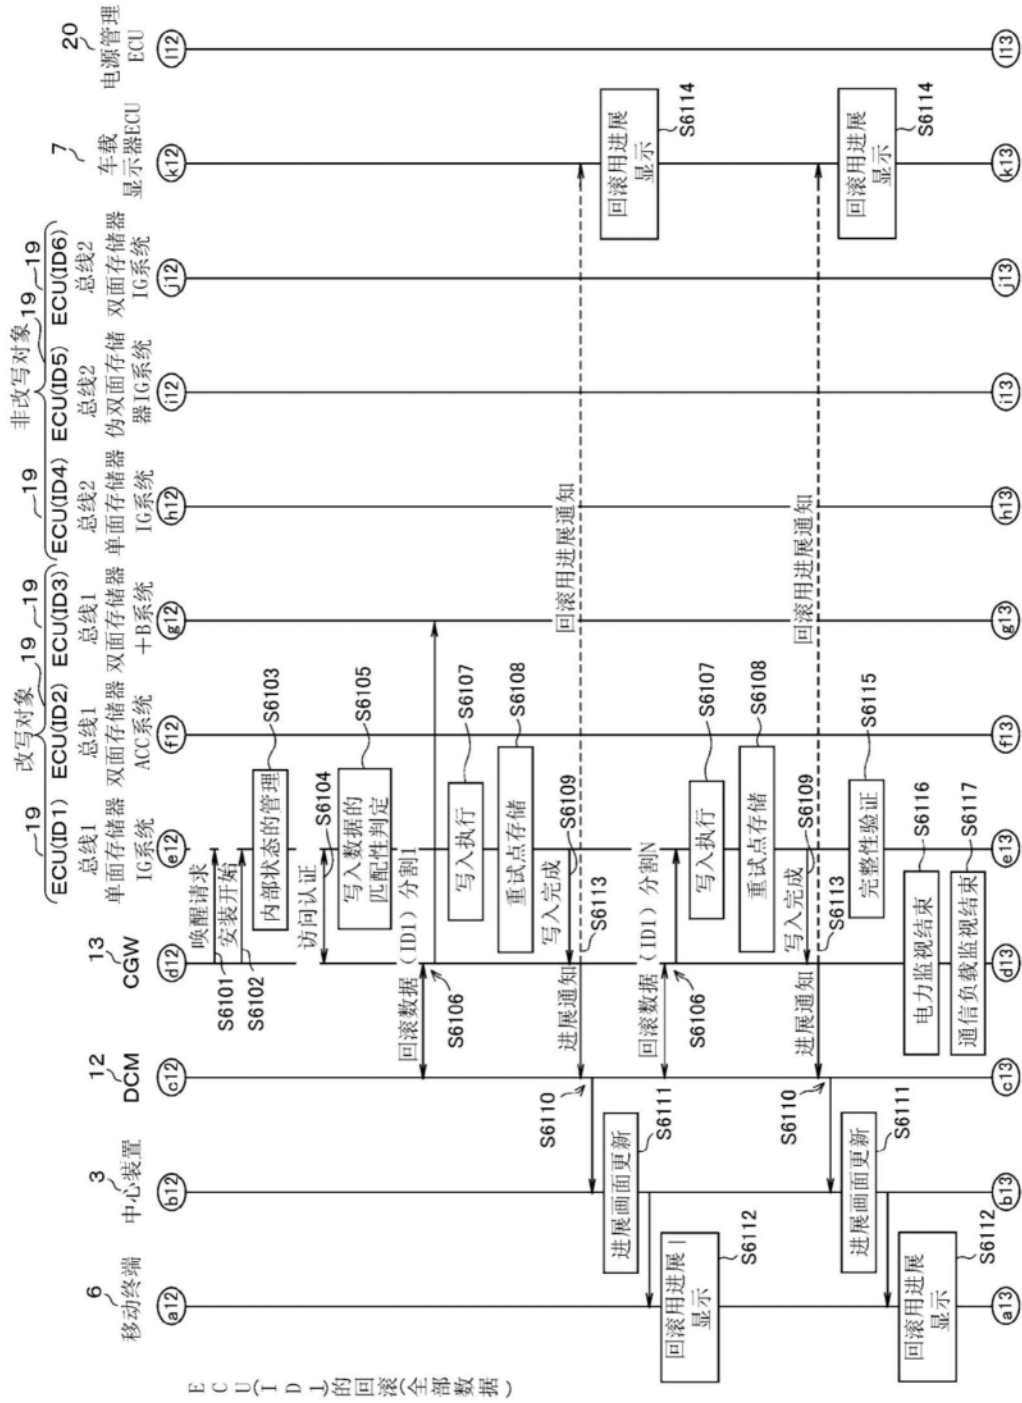 ECU(ID1)的回滚(全部数据)
6
移动终端
3
中心装置
12
DCM
13
CGW
改写对象
19
ECU(ID1)
总线1
单面存储器
IG系统
19
ECU(ID2)
总线1
双面存储器
ACC系统
19
ECU(ID3)
总线1
双面存储器
+B系统
非改写对象
19
ECU(ID4)
总线2
单面存储器
IG系统
19
ECU(ID5)
总线2
伪双面存储
器IG系统
19
ECU(ID6)
总线2
双面存储器
IG系统
7
车载
显示器ECU
20
电源管理
ECU
a12
b12
c12
d12
e12
f12
g12
h12
i12
j12
k12
l12
唤醒请求
S6101
安装开始
S6102
内部状态的管理
S6103
访问认证
S6104
写入数据的
匹配性判定
S6105
回滚数据(ID1)分割1
S6106
写入执行
S6107
重试点存储
S6108
写入完成
S6109
进展通知
S6113
回滚用进展通知
S6110
进展画面更新
S6111
回滚用进展
显示
S6112
回滚用进展
显示
S6114
回滚数据(ID1)分割N
S6106
写入执行
S6107
重试点存储
S6108
写入完成
S6109
进展通知
S6113
回滚用进展通知
S6110
进展画面更新
S6111
回滚用进展
显示
S6112
回滚用进展
显示
S6114
完整性验证
S6115
电力监视结束
S6116
通信负载监视结束
S6117
a13
b13
c13
d13
e13
f13
g13
h13
i13
j13
k13
l13